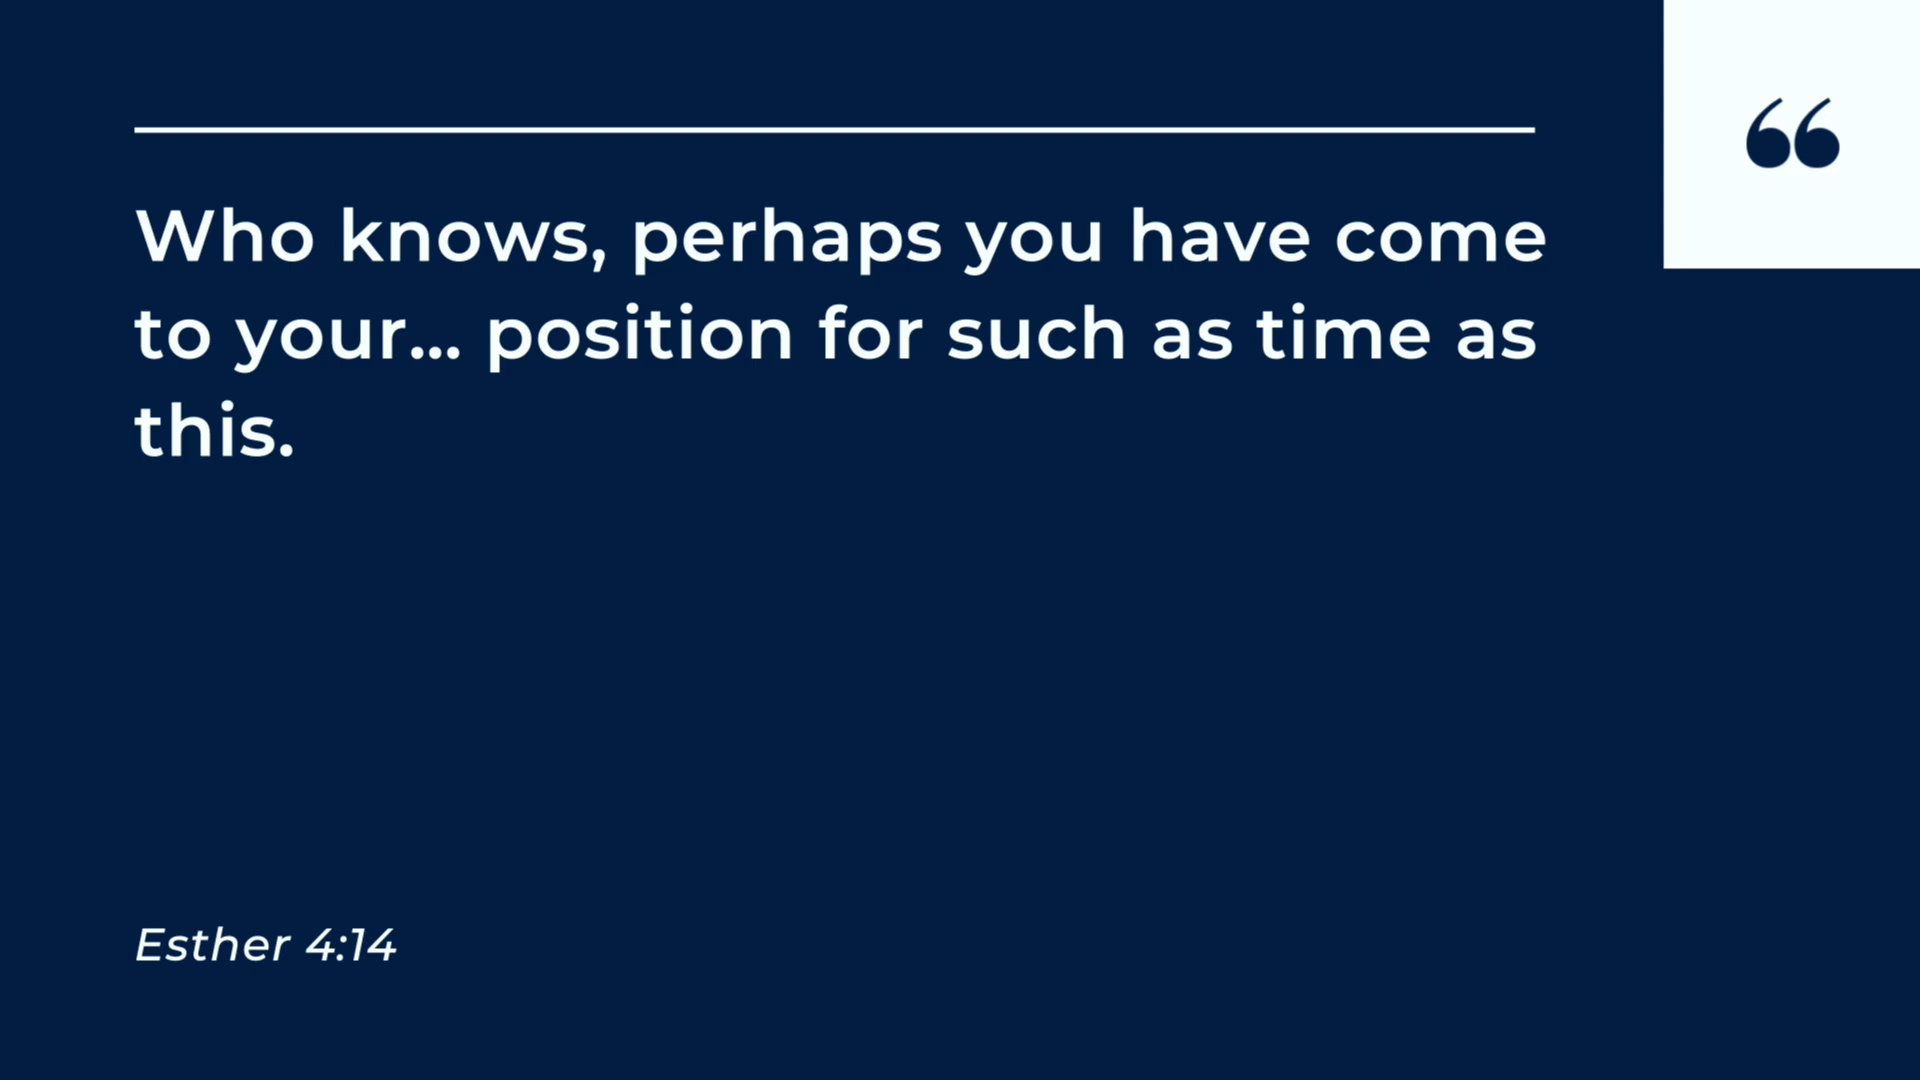 “
Who knows, perhaps you have come
to your... position for such as time as
this.
Esther 4:14